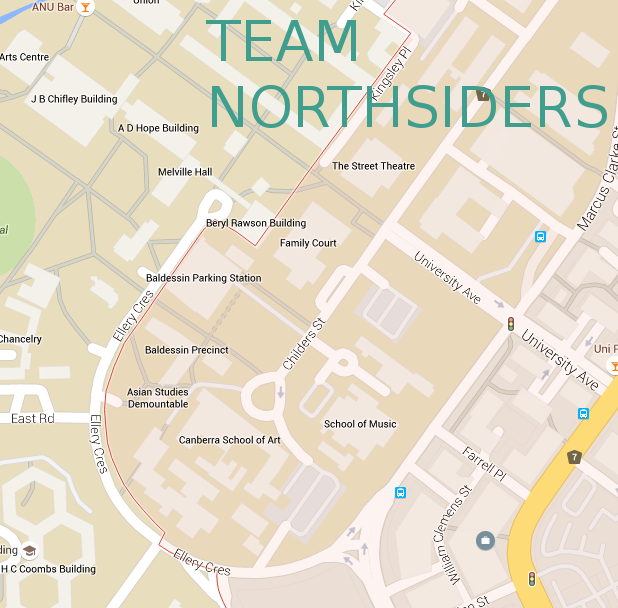 Union
ANU Bar
TEAM
NORTHSIDERS
Arts Centre
Kingsley Pl
7
J B Chifley Building
A D Hope Building
Marcus Clarke St
The Street Theatre
Melville Hall
Beryl Rawson Building
Family Court
University Ave
Baldessin Parking Station
Ellery Cres
Childers St
Chancelry
Baldessin Precinct
University Ave
Asian Studies
Demountable
East Rd
School of Music
Ellery Cres
Canberra School of Art
7
Farrell Pl
William Clemens St
Ellery Cres
H C Coombs Building